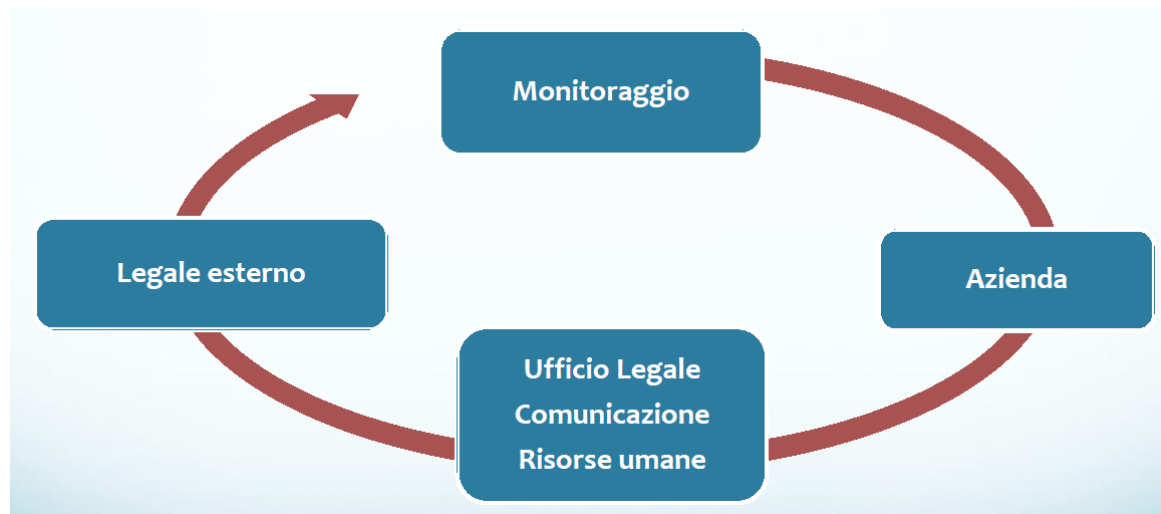 Monitoraggio
Legale esterno
Azienda
Ufficio Legale
Comunicazione
Risorse umane